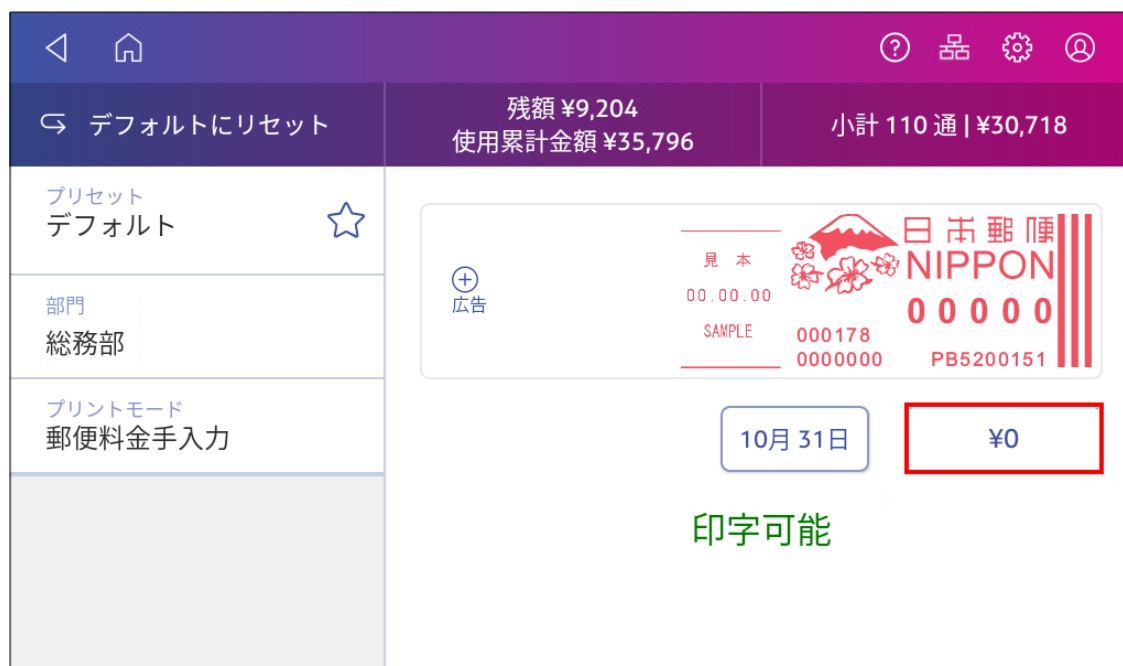 デフォルトにリセット
残額 ¥9,204
使用累計金額 ¥35,796
小計 110 通 | ¥30,718
プリセット
デフォルト
部門
総務部
プリントモード
郵便料金手入力
広告
見 本
00.00.00
SAMPLE
日本郵便
NIPPON
00000
000178
0000000
PB5200151
10月 31日
¥0
印字可能